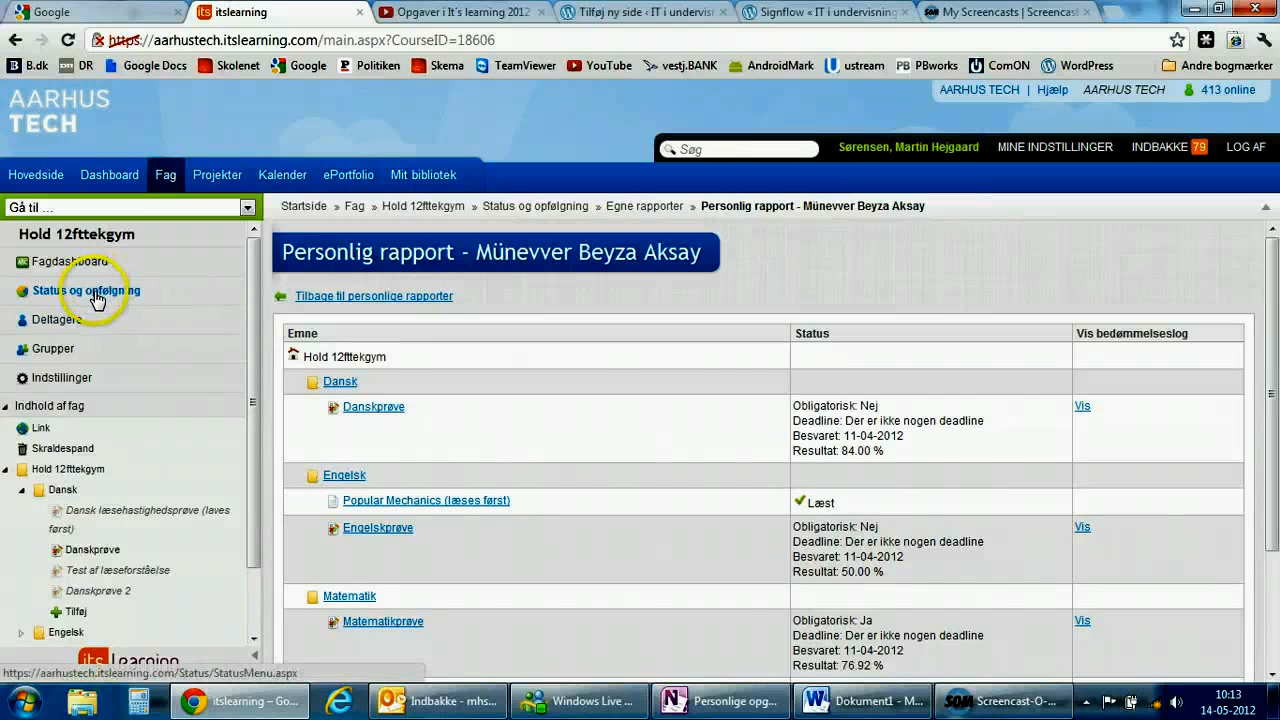 Google
itslearning
Opgaver i It´s learning 2012
Tilføj ny side ‹ IT i undervisn
Signflow « IT i undervisning
My Screencasts | Screencast
https://aarhustech.itslearning.com/main.aspx?CourseID=18606
B.dk DR Google Docs Skolenet Google Politiken Skema TeamViewer YouTube vestj.BANK AndroidMark ustream PBworks ComON WordPress Andre bogmærker
AARHUS
TECH
AARHUS TECH | Hjælp AARHUS TECH 413 online
Søg
Sørensen, Martin Hejgaard MINE INDSTILLINGER INDBAKKE 79 LOG AF
Hovedside Dashboard Fag Projekter Kalender ePortfolio Mit bibliotek
Gå til ...
Startside » Fag » Hold 12fttekgym » Status og opfølgning » Egne rapporter » Personlig rapport - Münevver Beyza Aksay
Hold 12fttekgym
Fagdashboard
Status og opfølgning
Deltagere
Grupper
Indstillinger
Indhold af fag
Link
Skraldespand
Hold 12fttekgym
Dansk
Dansk læsehastighedsprøve (laves
først)
Danskprøve
Test af læseforståelse
Danskprøve 2
Tilføj
Engelsk
its learning
Personlig rapport - Münevver Beyza Aksay
Tilbage til personlige rapporter
Emne Status Vis bedømmeseslog
Hold 12fttekgym
Dansk
Danskprøve
Obligatorisk: Nej
Deadline: Der er ikke nogen deadline
Besvaret: 11-04-2012
Resultat: 84.00 %
Vis
Engelsk
Popular Mechanics (læses først)
Læst
Engelskprøve
Obligatorisk: Nej
Deadline: Der er ikke nogen deadline
Besvaret: 11-04-2012
Resultat: 50.00 %
Vis
Matematik
Matematikprøve
Obligatorisk: Ja
Deadline: Der er ikke nogen deadline
Besvaret: 11-04-2012
Resultat: 76.92 %
Vis
https://aarhustech.itslearning.com/Status/StatusMenu.aspx
itslearning – Go...
Indbakke - mhs...
Windows Live ...
Personlige opg...
Dokument1 - M...
Screencast-O-...
10:13
14-05-2012